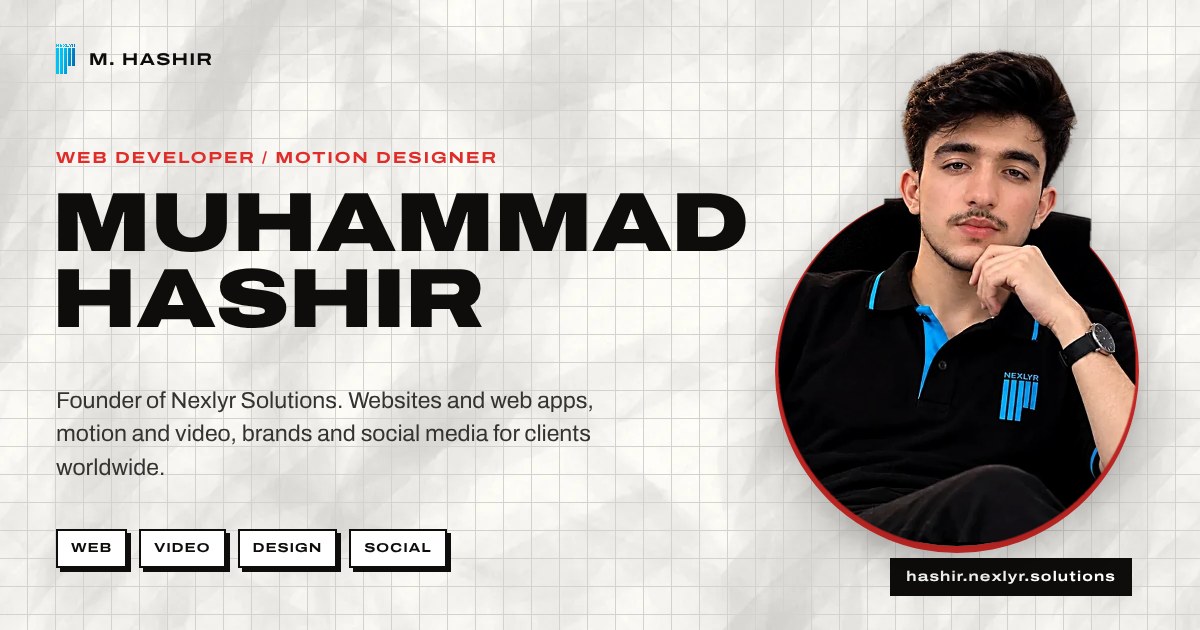 NEXLYR
M. HASHIR
WEB DEVELOPER / MOTION DESIGNER
MUHAMMAD
HASHIR
Founder of Nexlyr Solutions. Websites and web apps,
motion and video, brands and social media for clients
worldwide.
WEB
VIDEO
DESIGN
SOCIAL
NEXLYR
hashir.nexlyr.solutions